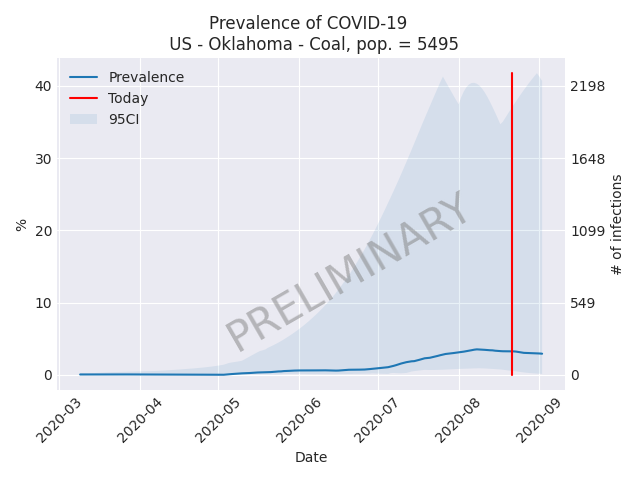 Prevalence of COVID-19
US - Oklahoma - Coal, pop. = 5495
Prevalence
Today
95CI
PRELIMINARY
%
40
30
20
10
0
2198
1648
1099
549
0
# of infections
2020-03
2020-04
2020-05
2020-06
2020-07
2020-08
2020-09
Date